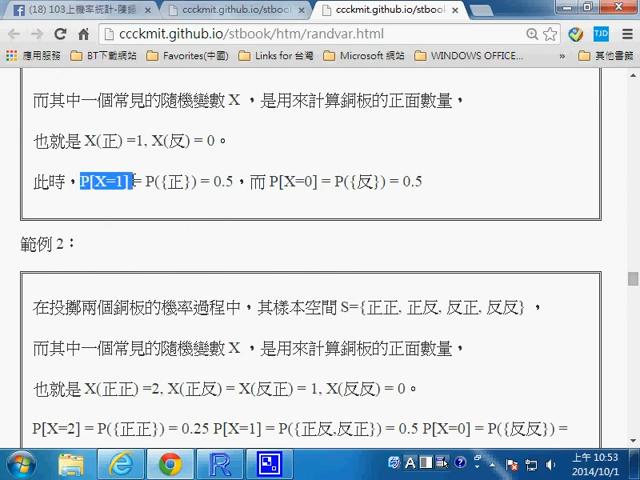 (18) 103上機率統計-陳鍾
ccckmit.github.io/stbook
ccckmit.github.io/stbook
ccckmit.github.io/stbook/htm/randvar.html
應用服務 BT下載網站 Favorites(中國) Links for 台灣 Microsoft 網站 WINDOWS OFFICE... » 其他書籤
而其中一個常見的隨機變數 X ，是用來計算銅板的正面數量，
也就是 X(正) =1, X(反) = 0。
此時，P[X=1] = P({正}) = 0.5，而 P[X=0] = P({反}) = 0.5
範例 2：
在投擲兩個銅板的機率過程中，其樣本空間 S={正正, 正反, 反正, 反反} ，
而其中一個常見的隨機變數 X ，是用來計算銅板的正面數量，
也就是 X(正正) =2, X(正反) = X(反正) = 1, X(反反) = 0。
P[X=2] = P({正正}) = 0.25 P[X=1] = P({正反,反正}) = 0.5 P[X=0] = P({反反}) =
上午 10:53
2014/10/1